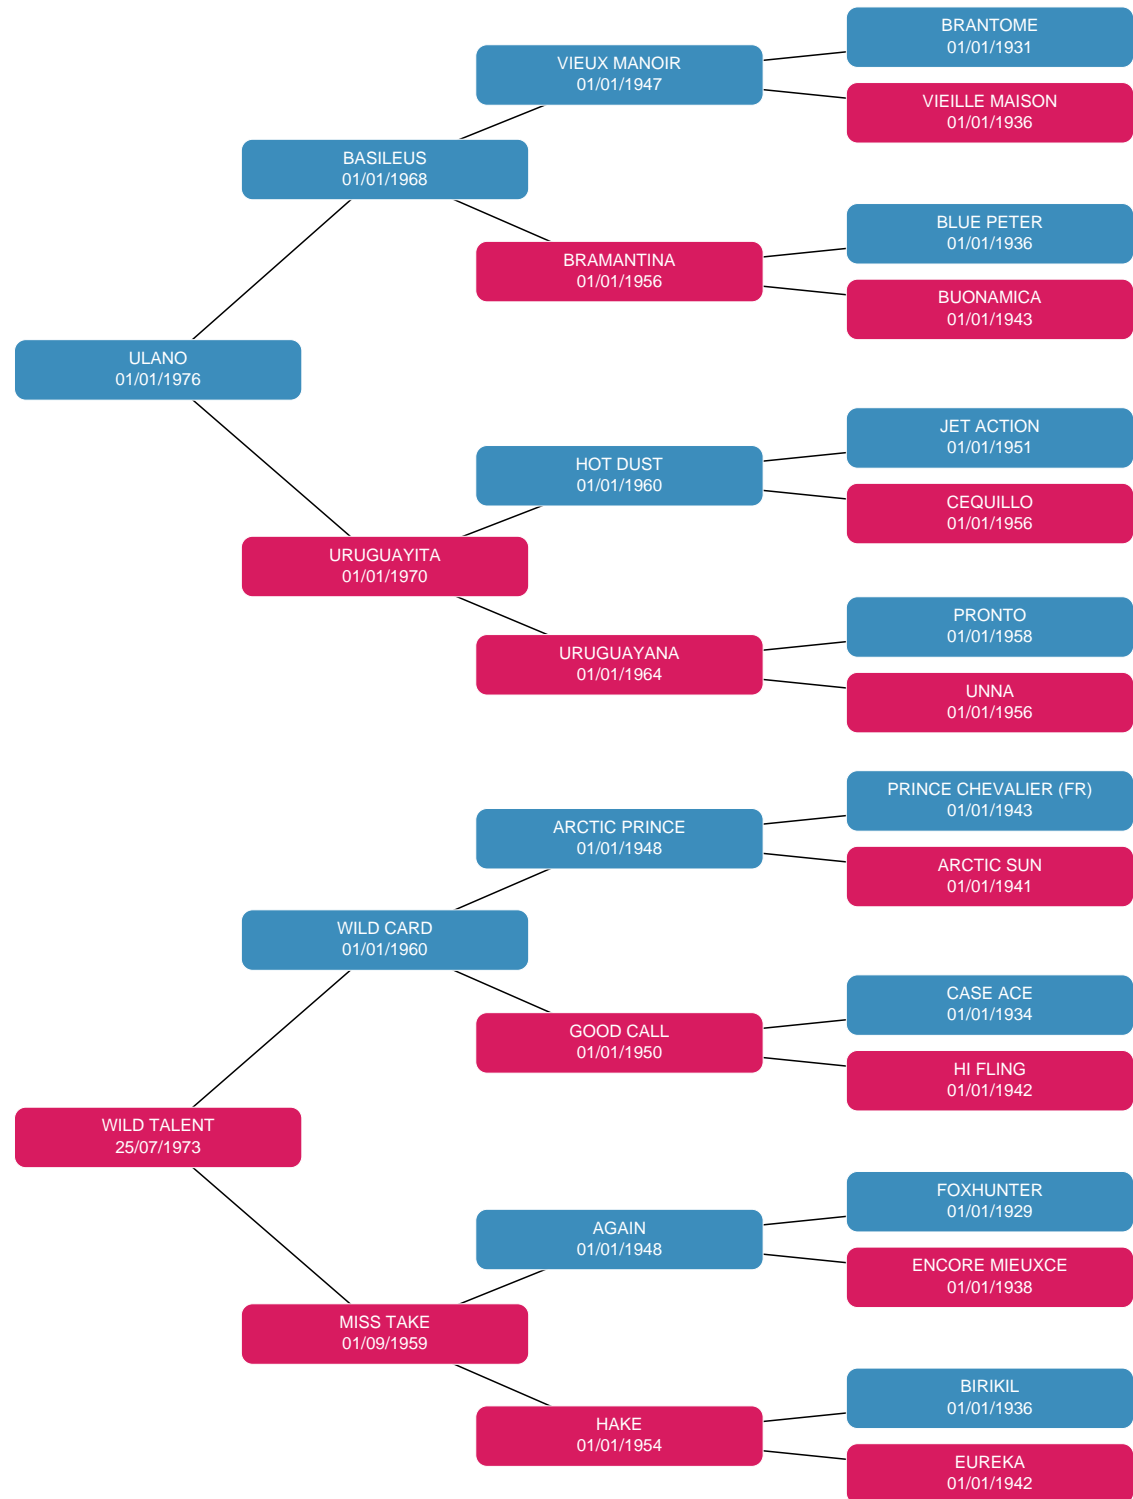 BRANTOME
01/01/1931
VIEUX MANOIR
01/01/1947
VIEILLE MAISON
01/01/1936
BASILEUS
01/01/1968
BLUE PETER
01/01/1936
BRAMANTINA
01/01/1956
BUONAMICA
01/01/1943
ULANO
01/01/1976
JET ACTION
01/01/1951
HOT DUST
01/01/1960
CEQUILLO
01/01/1956
URUGUAYITA
01/01/1970
PRONTO
01/01/1958
URUGUAYANA
01/01/1964
UNNA
01/01/1956
PRINCE CHEVALIER (FR)
01/01/1943
ARCTIC PRINCE
01/01/1948
ARCTIC SUN
01/01/1941
WILD CARD
01/01/1960
CASE ACE
01/01/1934
GOOD CALL
01/01/1950
HI FLING
01/01/1942
WILD TALENT
25/07/1973
FOXHUNTER
01/01/1929
AGAIN
01/01/1948
ENCORE MIEUXCE
01/01/1938
MISS TAKE
01/09/1959
BIRIKIL
01/01/1936
HAKE
01/01/1954
EUREKA
01/01/1942